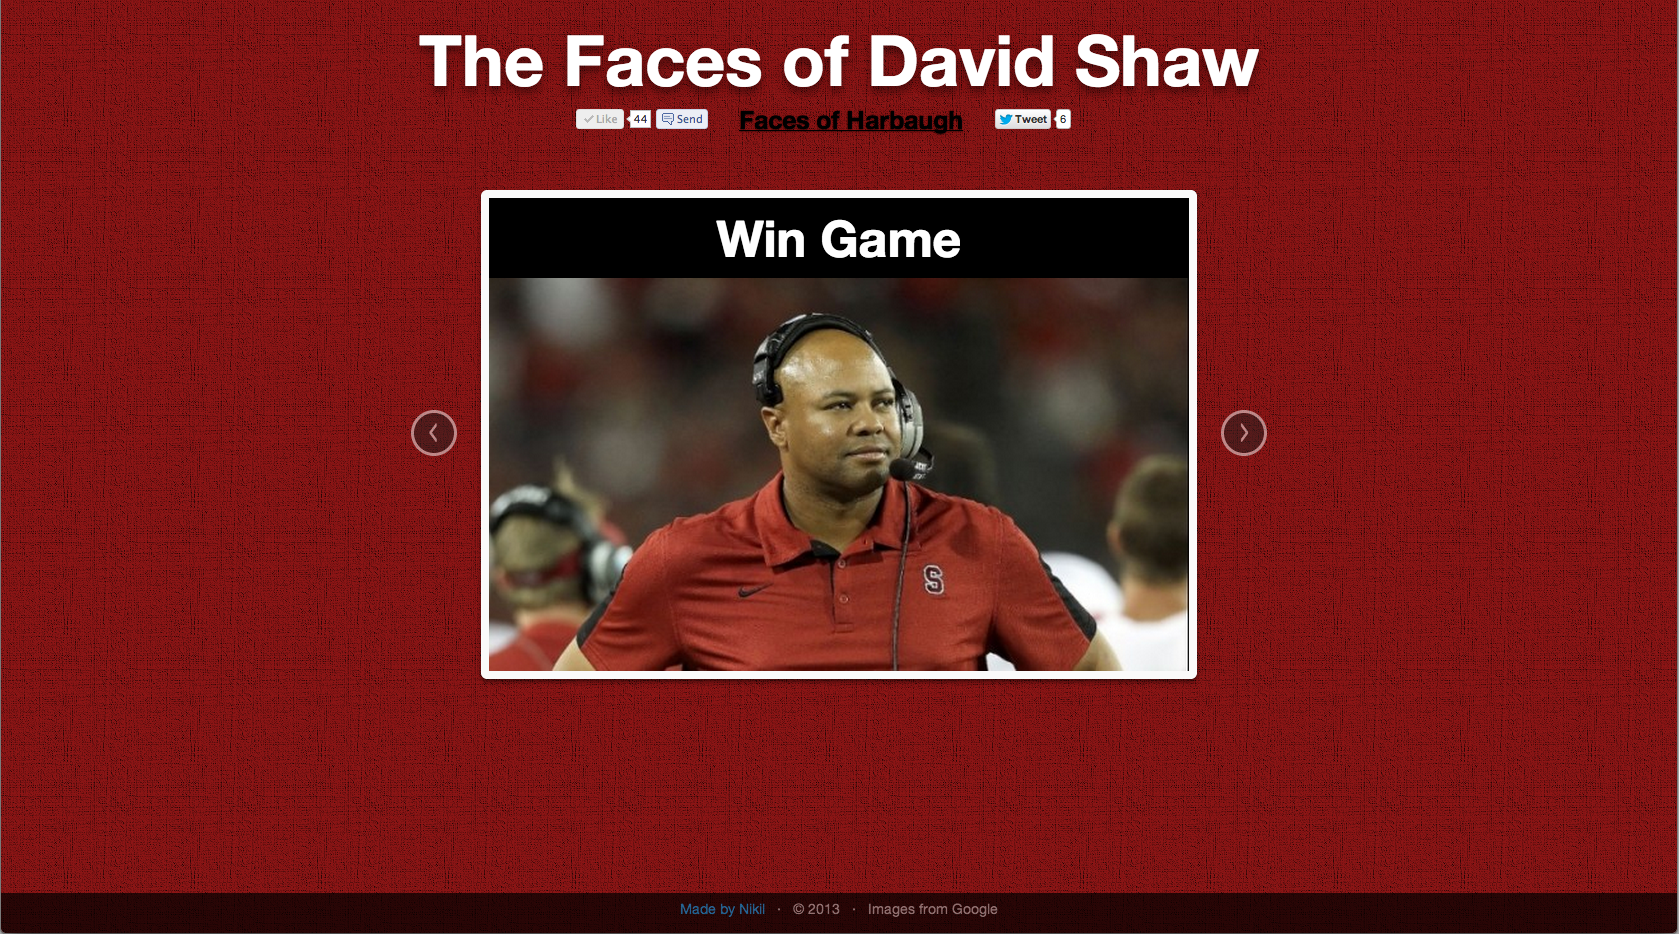 The Faces of David Shaw
Like 44 Send Faces of Harbaugh Tweet 6
Win Game
S
Made by Nikil · © 2013 · Images from Google